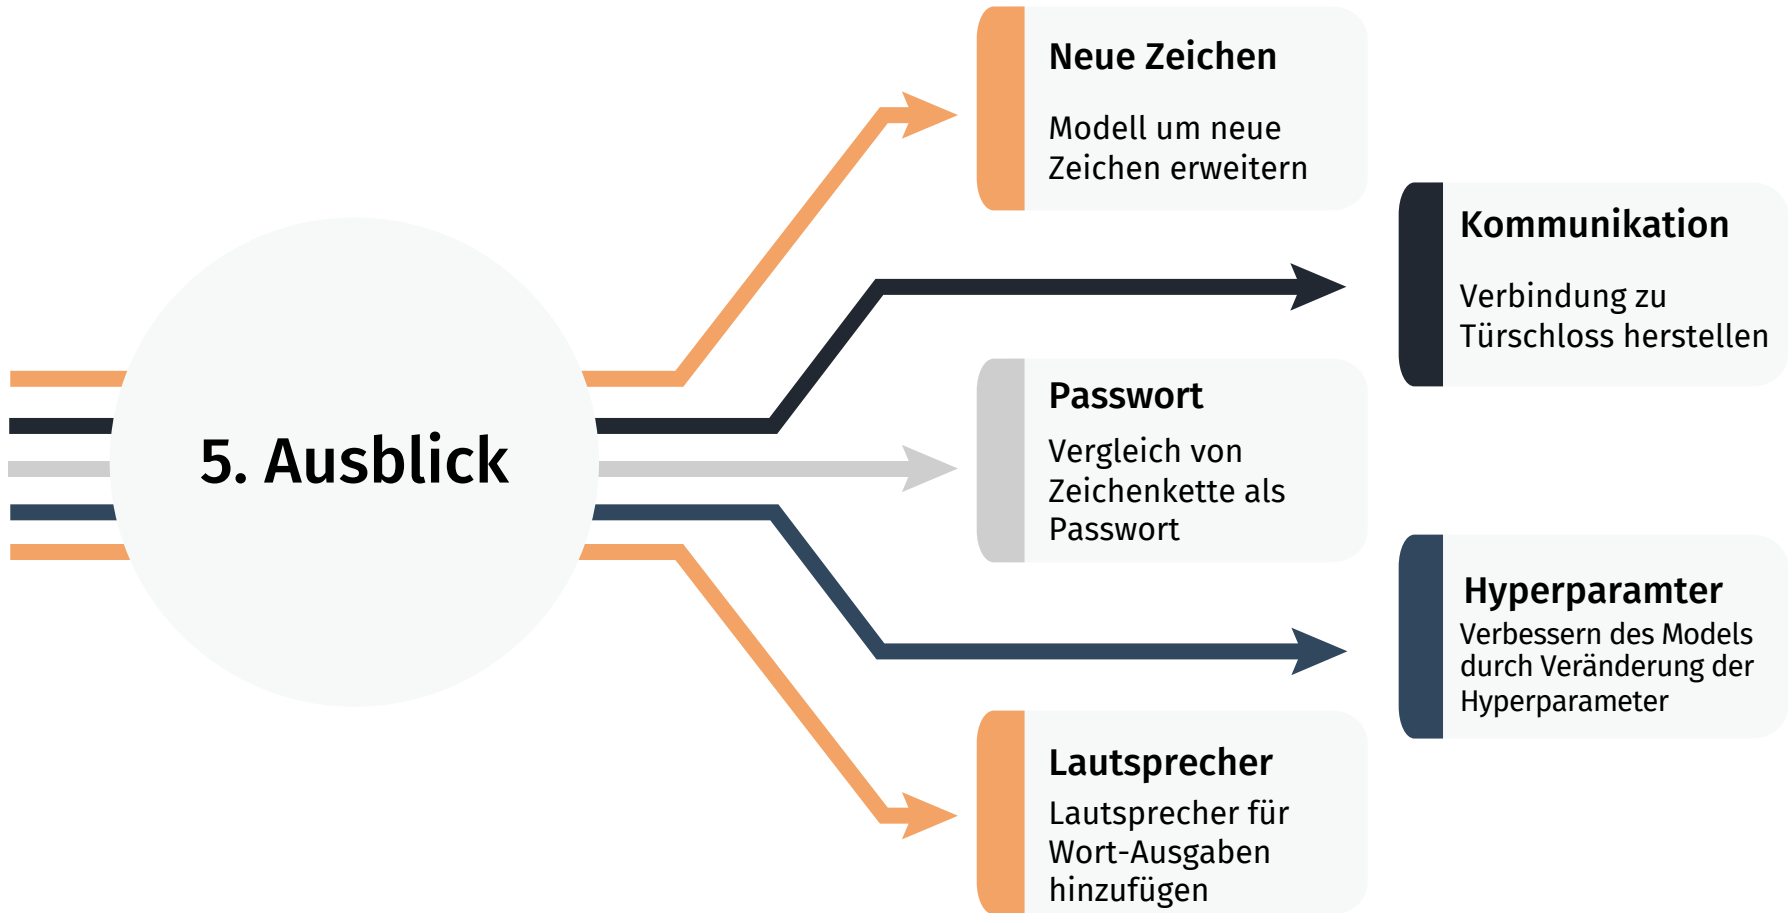 5. Ausblick
Neue Zeichen
Modell um neue
Zeichen erweitern
Kommunikation
Verbindung zu
Türschloss herstellen
Passwort
Vergleich von
Zeichenkette als
Passwort
Hyperparamter
Verbessern des Models
durch Veränderung der
Hyperparameter
Lautsprecher
Lautsprecher für
Wort-Ausgaben
hinzufügen